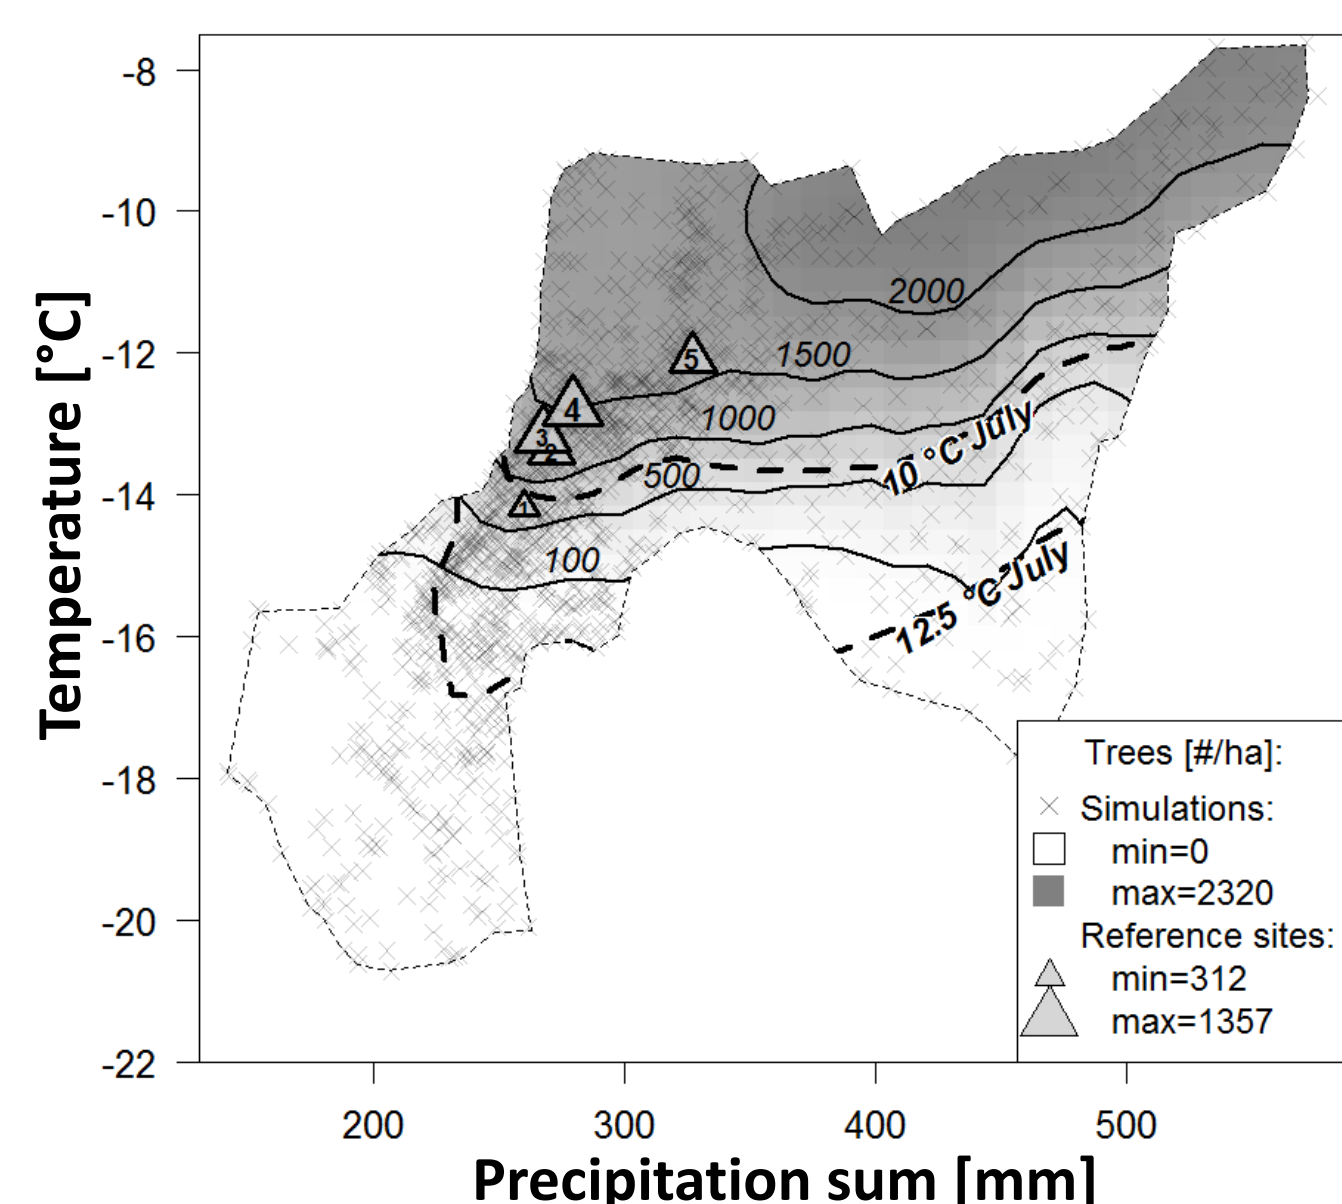 Temperature [°C]
-8
-10
-12
-14
-16
-18
-20
-22
2000
1500
1000
500
100
5
4
3
2
1
10 °C July
12.5 °C July
Trees [#/ha]:
Simulations:
min=0
max=2320
Reference sites:
min=312
max=1357
200 300 400 500
Precipitation sum [mm]